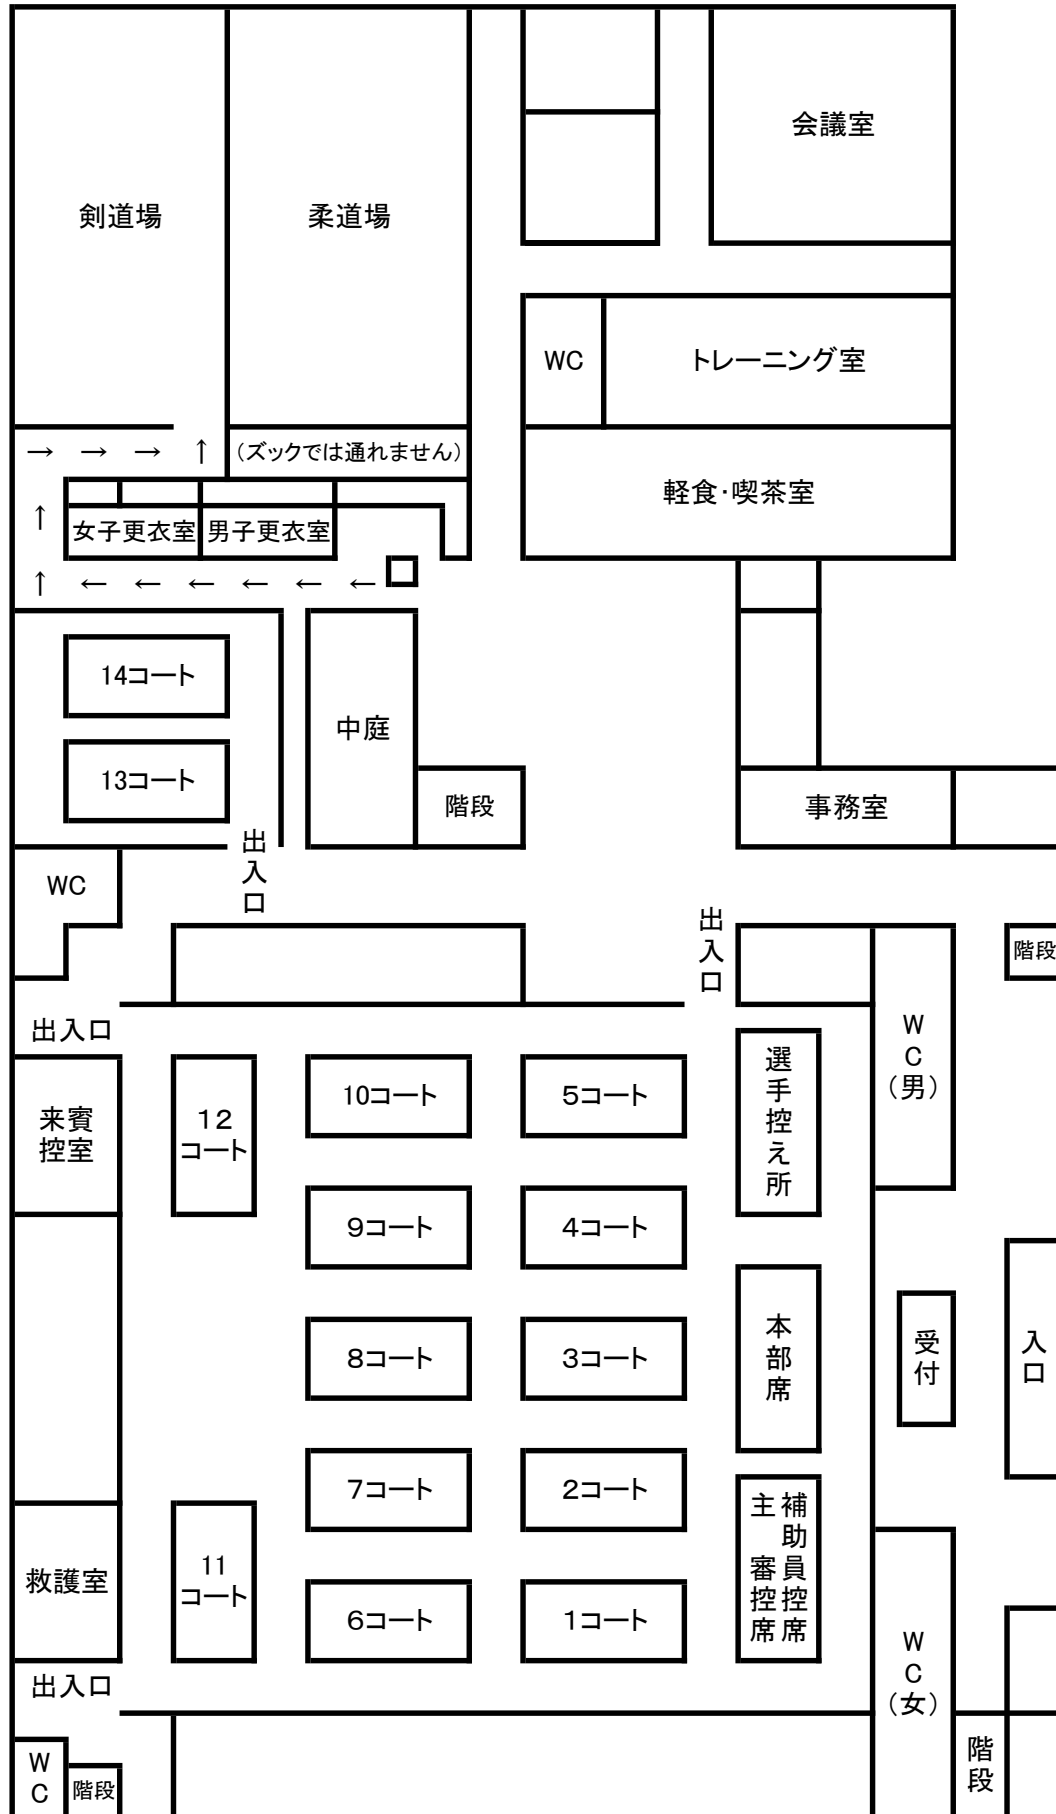 会議室
剣道場
柔道場
WC
トレーニング室
→ → → ↑
(ズックでは通れません)
軽食・喫茶室
↑
女子更衣室
男子更衣室
↑ ← ← ← ← ← ←
14コート
中庭
13コート
階段
事務室
出入口
WC
出入口
階段
出入口
WC(男)
来賓
控室
12
コート
10コート
5コート
選手控え所
9コート
4コート
8コート
3コート
本部席
受付
入口
7コート
2コート
補助員控席
主審控席
救護室
11
コート
6コート
1コート
WC(女)
出入口
WC
階段
階段